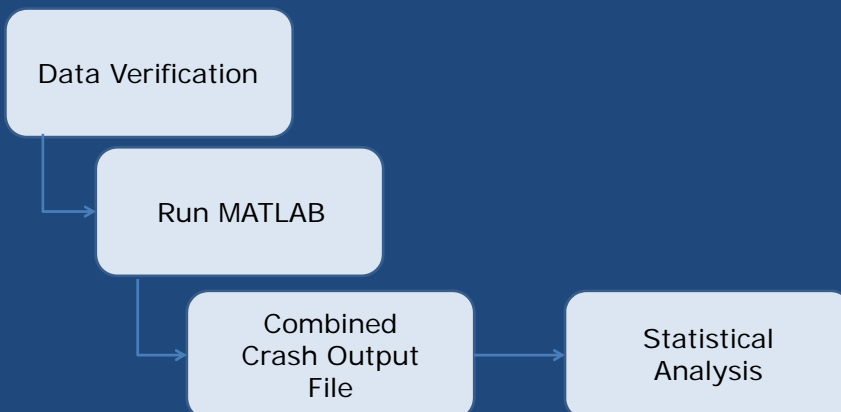 Data Verification
Run MATLAB
Combined
Crash Output
File
Statistical
Analysis